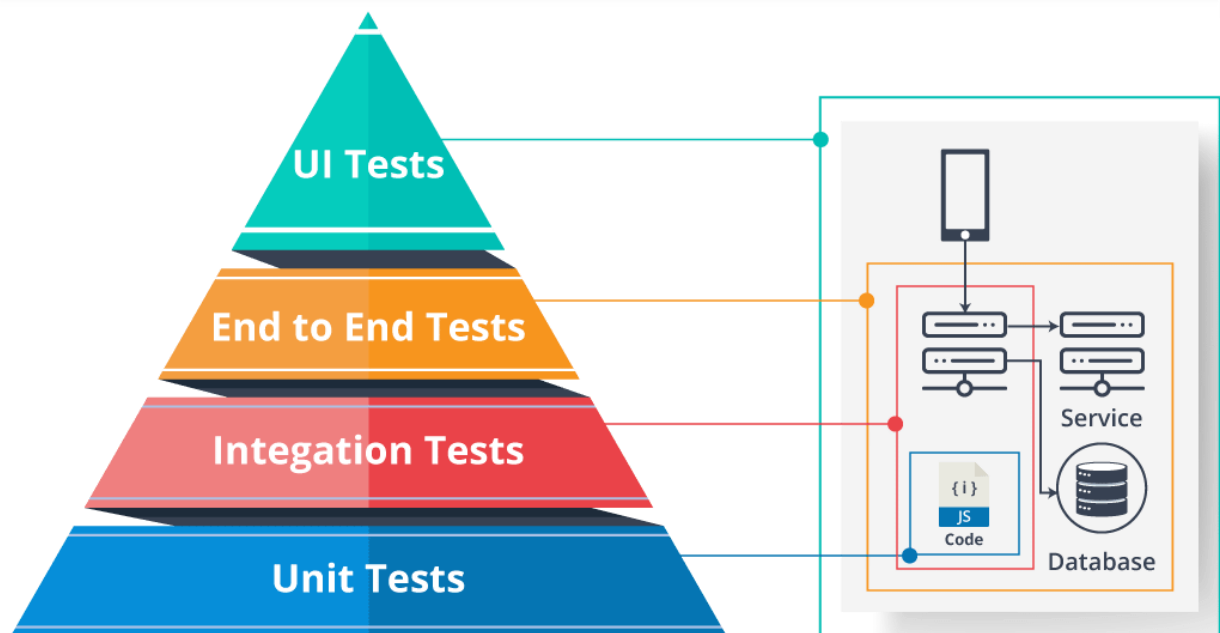 UI Tests
End to End Tests
Integation Tests
Unit Tests
Service
{i}
JS
Code
Database